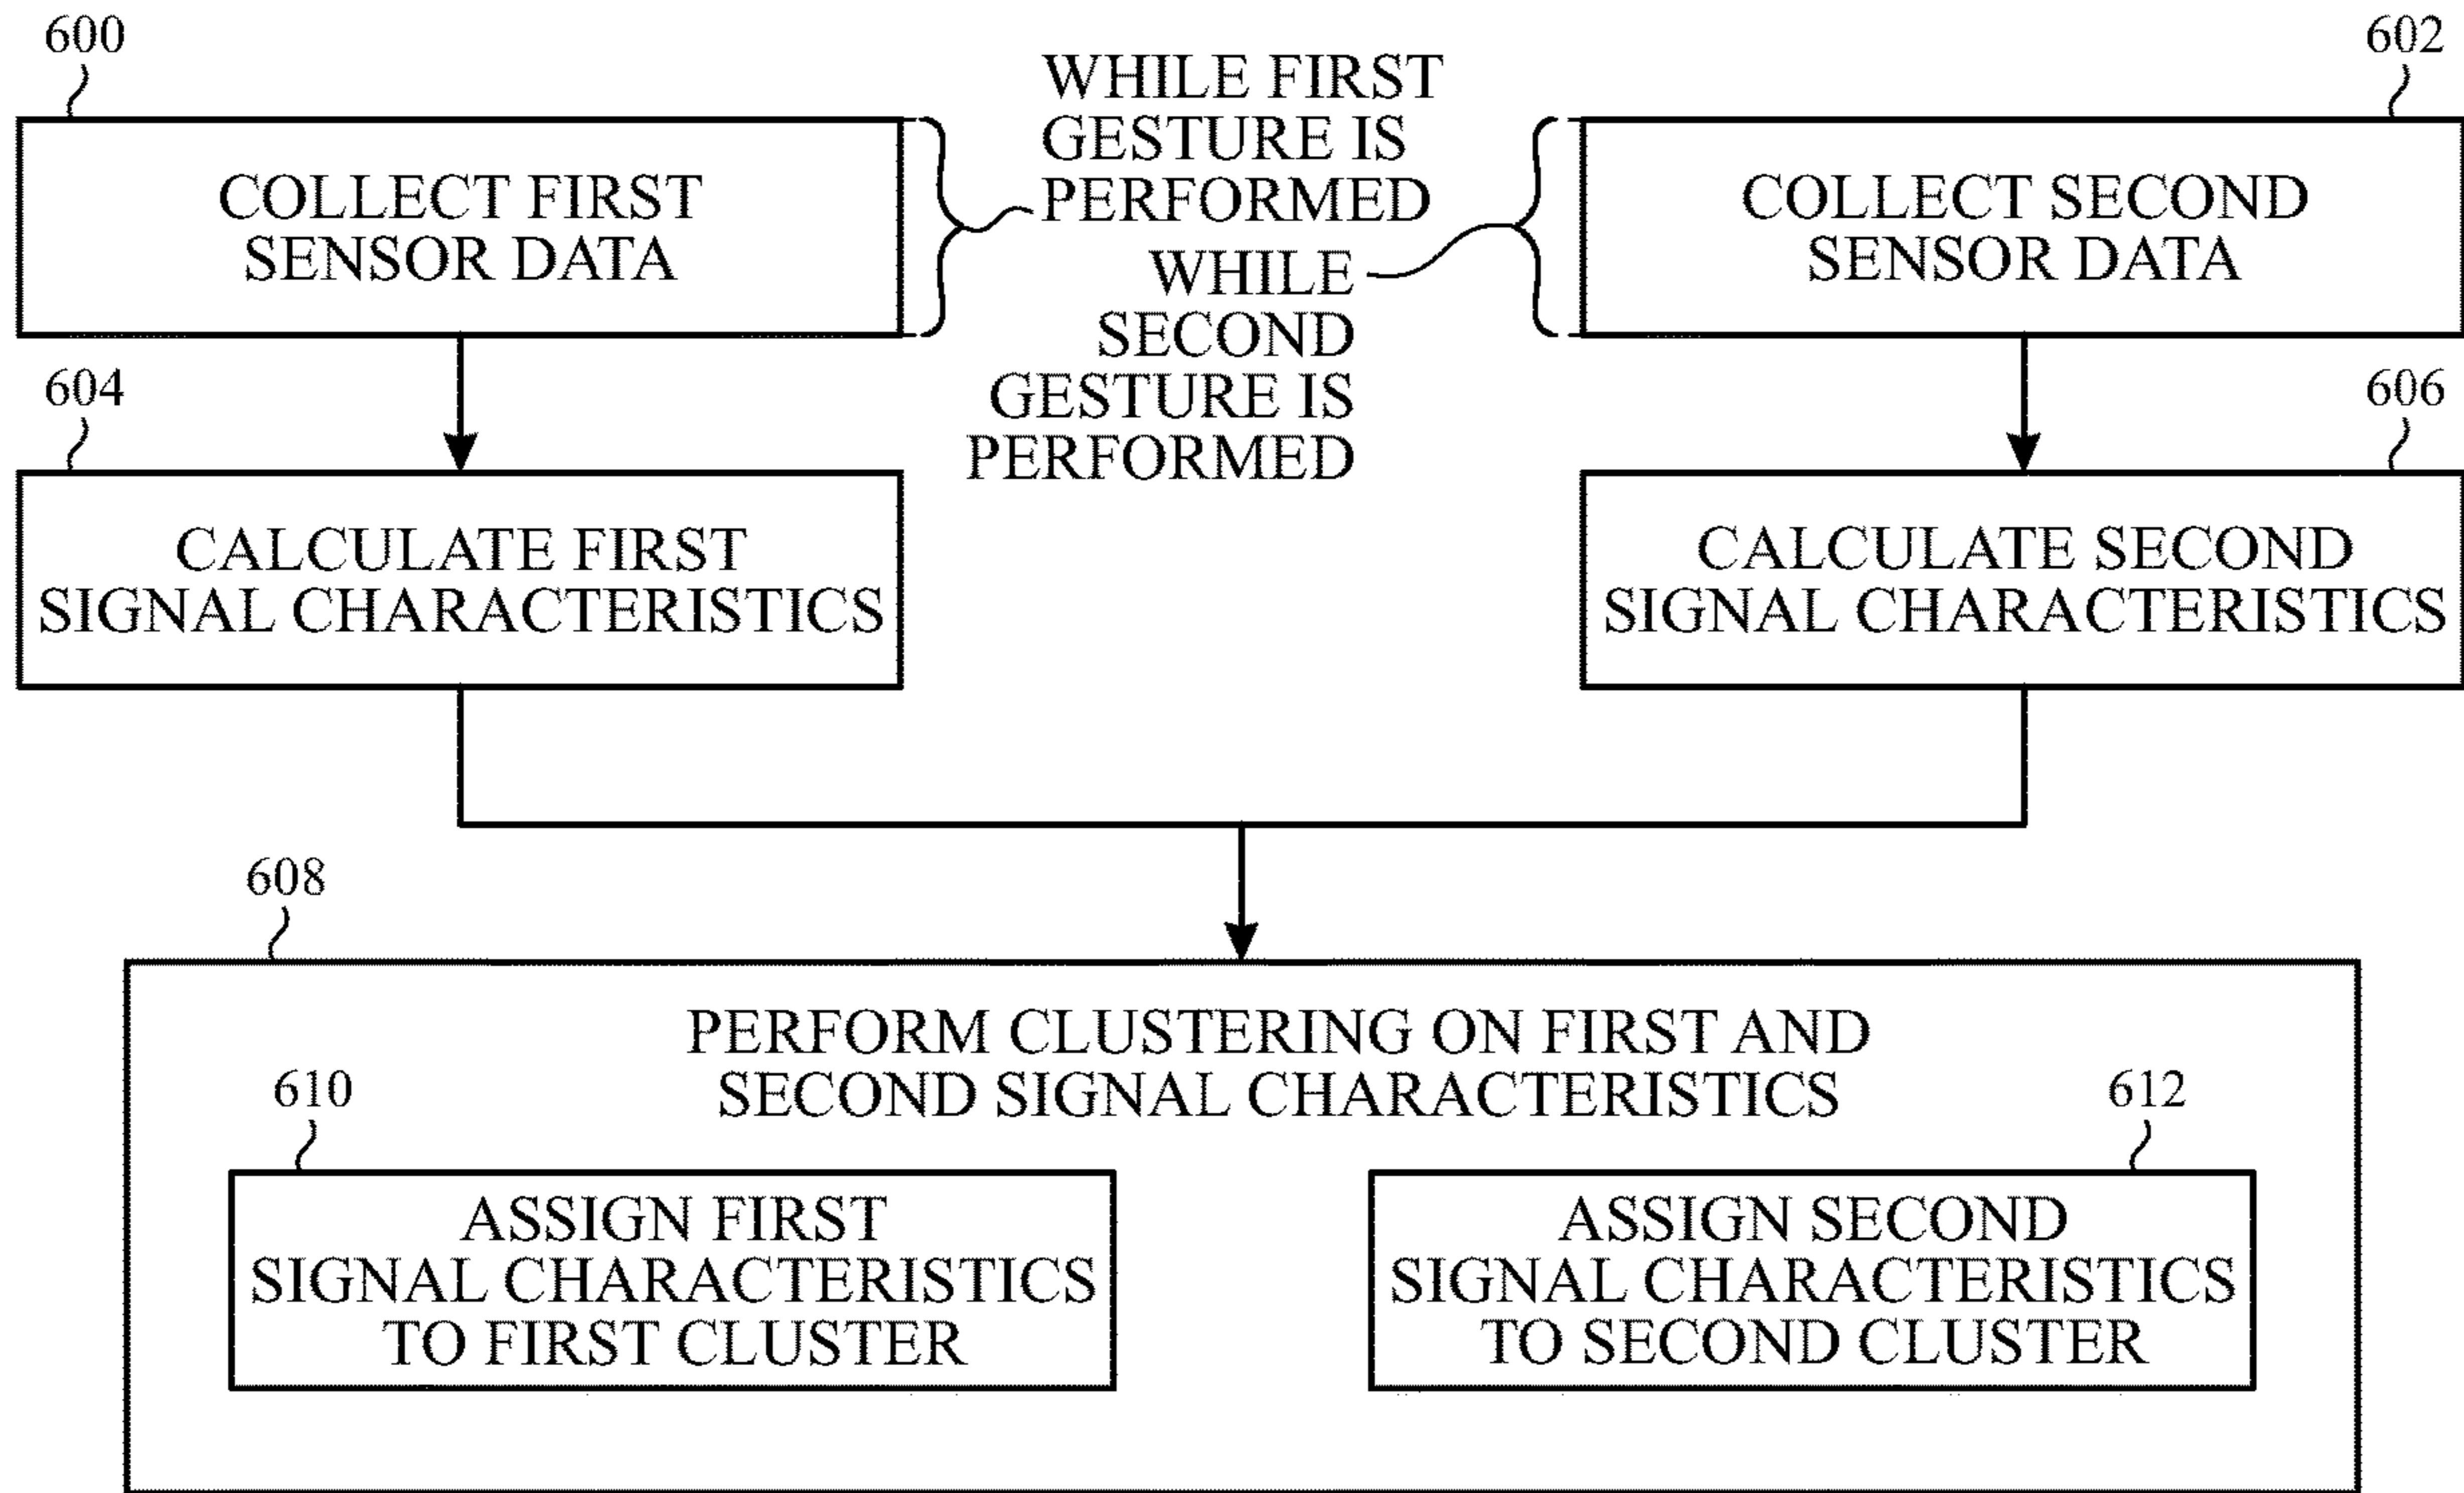 600
602
WHILE FIRST
GESTURE IS
PERFORMED
COLLECT FIRST
SENSOR DATA
WHILE
SECOND
GESTURE IS
PERFORMED
COLLECT SECOND
SENSOR DATA
604
606
CALCULATE FIRST
SIGNAL CHARACTERISTICS
CALCULATE SECOND
SIGNAL CHARACTERISTICS
608
PERFORM CLUSTERING ON FIRST AND
SECOND SIGNAL CHARACTERISTICS
610
612
ASSIGN FIRST
SIGNAL CHARACTERISTICS
TO FIRST CLUSTER
ASSIGN SECOND
SIGNAL CHARACTERISTICS
TO SECOND CLUSTER